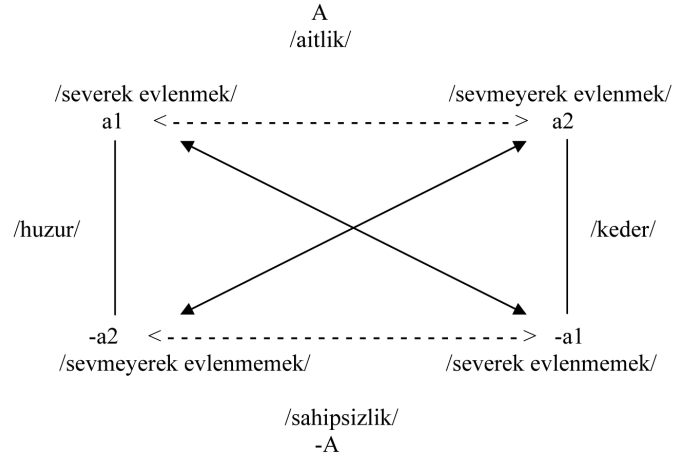 A
/aitlik/
/severek evlenmek/ /sevmeyerek evlenmek/
a1 <- - - - - - - - - - - - - - - - - - - - - -> a2
/huzur/ /keder/
-a2 <- - - - - - - - - - - - - - - - - - - - - - -> -a1
/sevmeyerek evlenmemek/ /severek evlenmemek/
/sahipsizlik/
-A